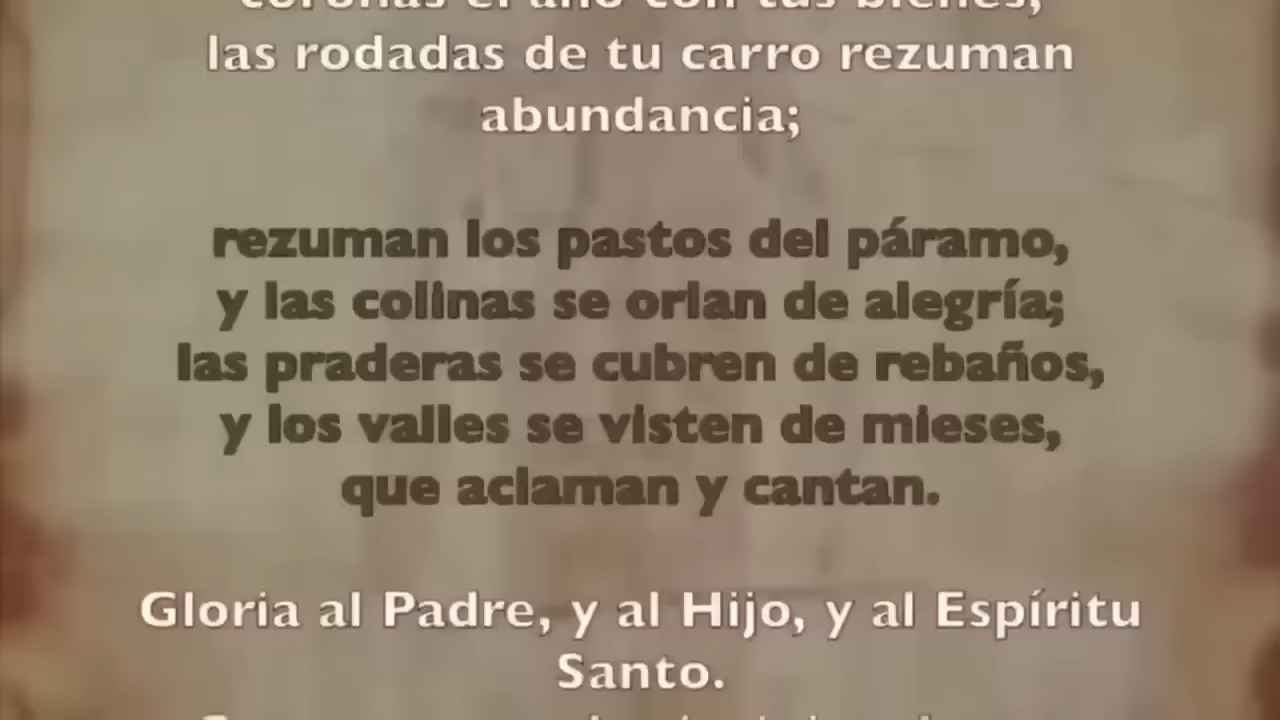 coronas el año con tus bienes,
las rodadas de tu carro rezuman
abundancia;
rezuman los pastos del páramo,
y las colinas se orlan de alegría;
las praderas se cubren de rebaños,
y los valles se visten de mieses,
que aclaman y cantan.
Gloria al Padre, y al Hijo, y al Espíritu
Santo.